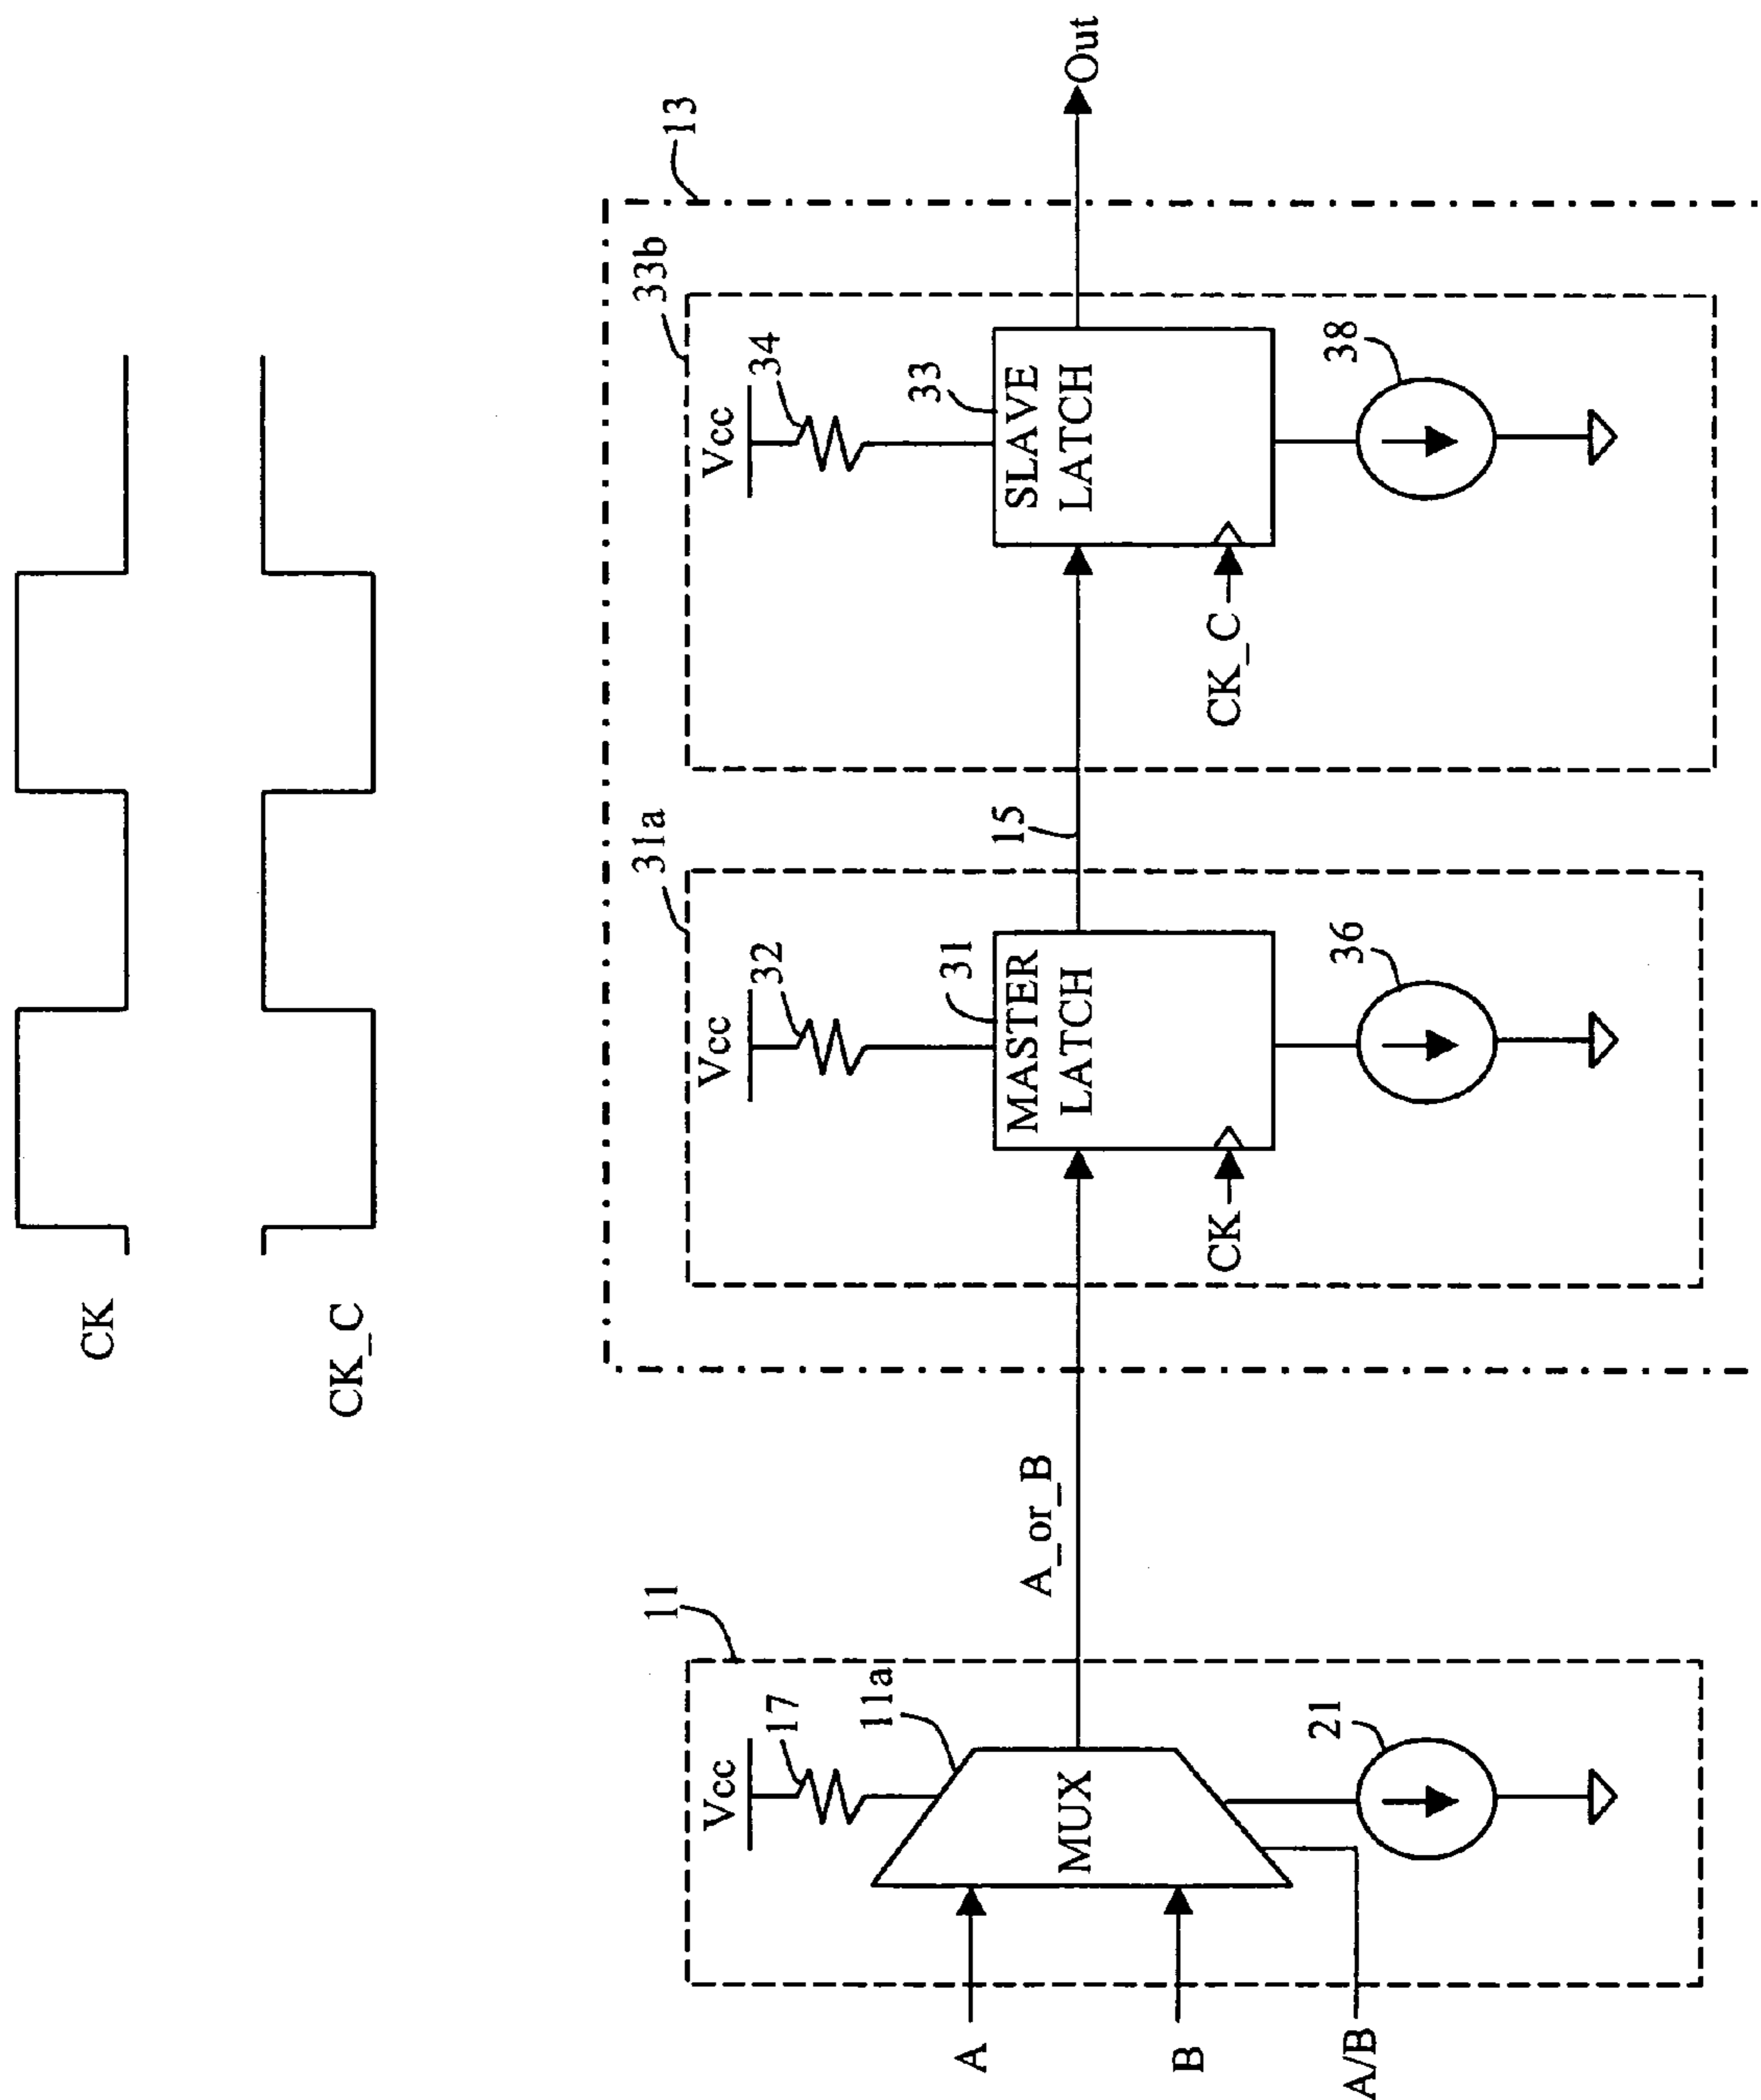 CK
CK_C
13
11
31a
33b
Vcc
17
11a
MUX
21
A
B
A/B
A_or_B
Vcc
32
31
MASTER
LATCH
CK
36
15
Vcc
34
33
SLAVE
LATCH
CK_C
38
Out